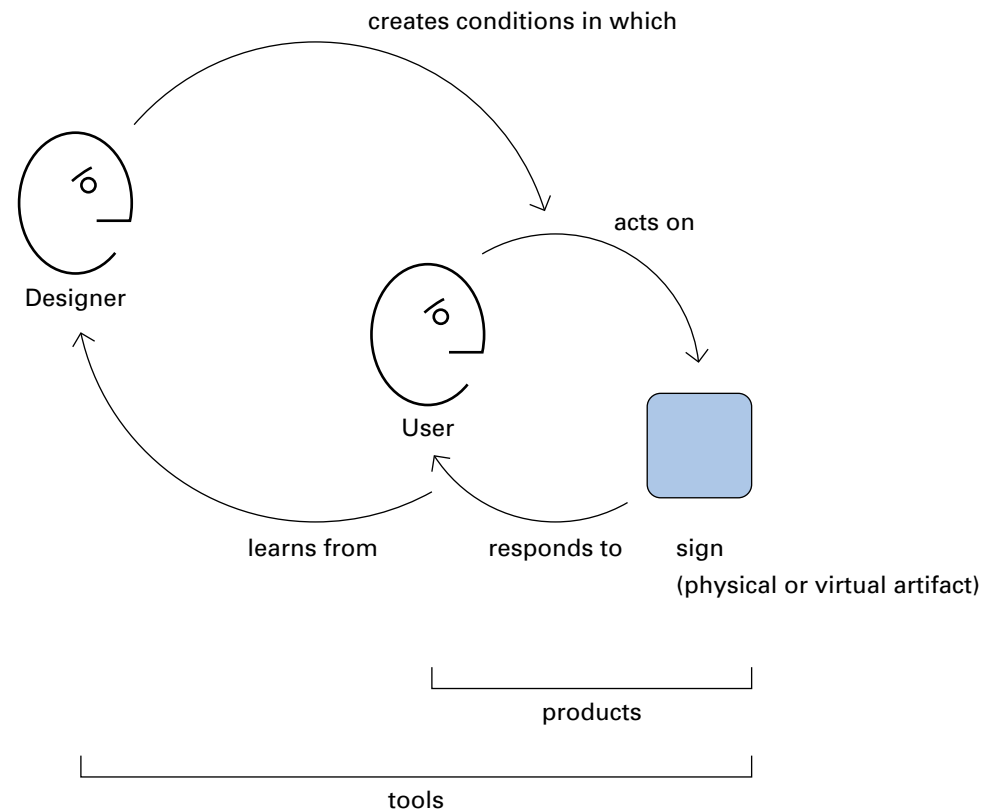 creates conditions in which
acts on
Designer
User
learns from
responds to
sign
(physical or virtual artifact)
products
tools